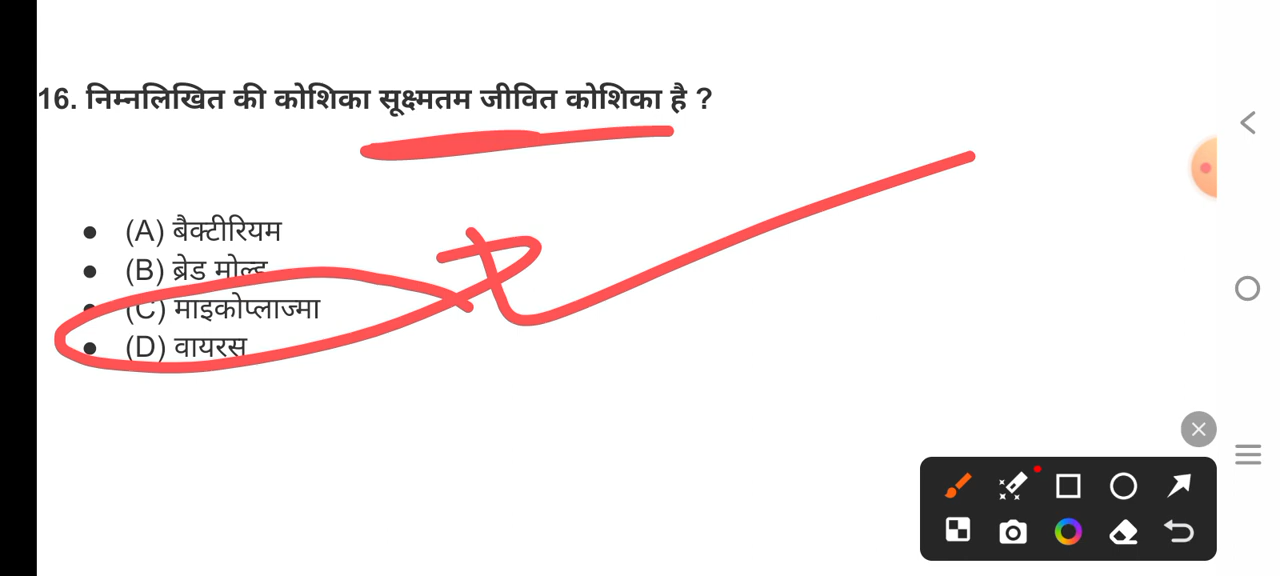 16. निम्नलिखित की कोशिका सूक्ष्मतम जीवित कोशिका है ?
(A) बैक्टीरियम
(B) ब्रेड मोल्ड
(C) माइकोप्लाज्मा
(D) वायरस